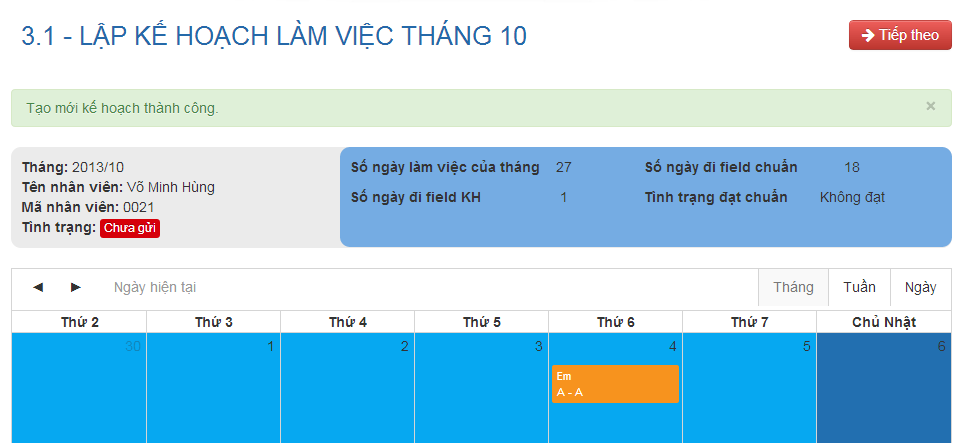 3.1 - LẬP KẾ HOẠCH LÀM VIỆC THÁNG 10
Tiếp theo
Tạo mới kế hoạch thành công.
×
Tháng: 2013/10
Tên nhân viên: Võ Minh Hùng
Mã nhân viên: 0021
Tình trạng: Chưa gửi
Số ngày làm việc của tháng 27 Số ngày đi field chuẩn 18
Số ngày đi field KH 1 Tình trạng đạt chuẩn Không đạt
Ngày hiện tại Tháng Tuần Ngày
Thứ 2 Thứ 3 Thứ 4 Thứ 5 Thứ 6 Thứ 7 Chủ Nhật
30 1 2 3 4 5 6
Em
A - A